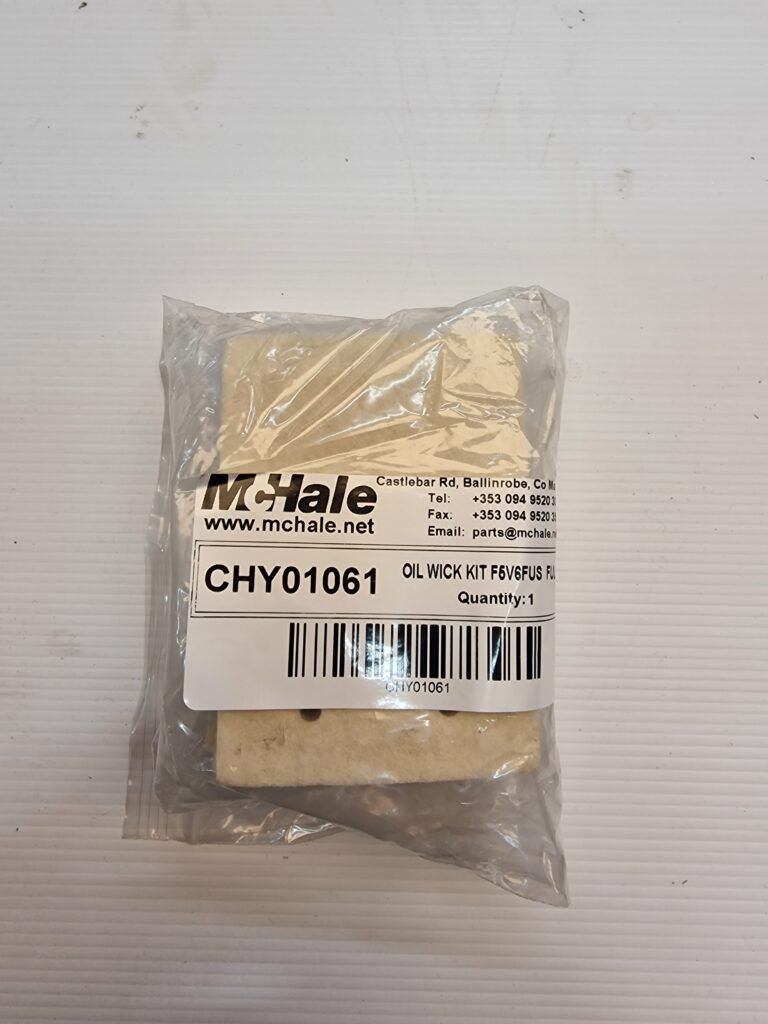 McHale
www.mchale.net
Castlebar Rd, Ballinrobe, Co
Tel: +353 094 9520
Fax: +353 094 9520
Email: parts@mchale.
CHY01061
OIL WICK KIT F5V6FUS
Quantity:1
CHY01061